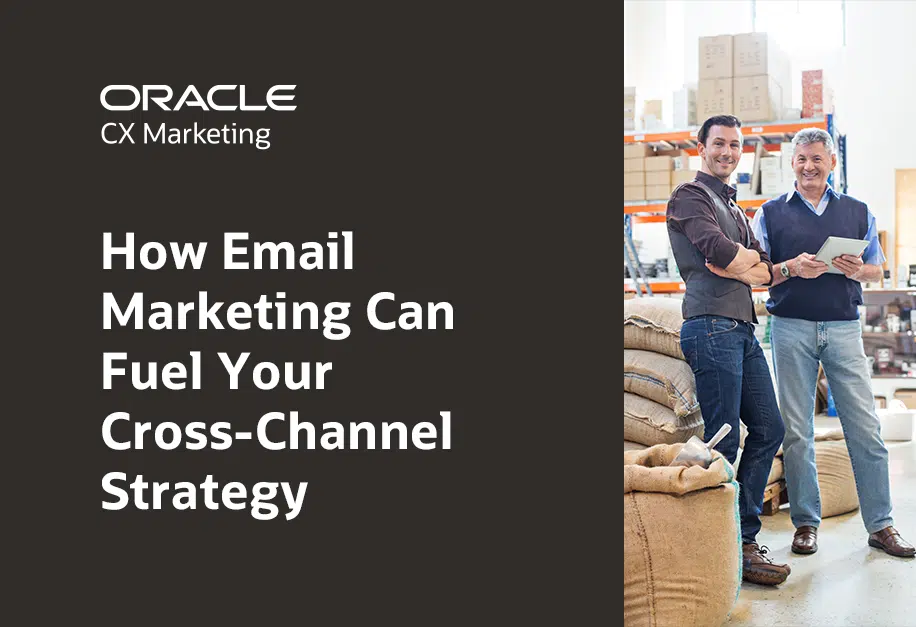 ORACLE
CX Marketing
How Email
Marketing Can
Fuel Your
Cross-Channel
Strategy